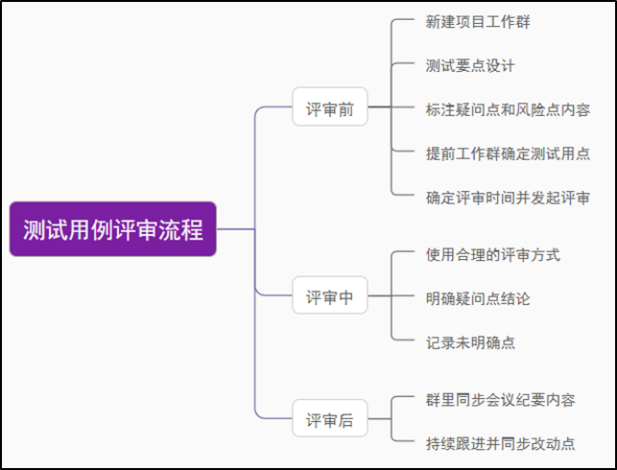 测试用例评审流程
评审前
新建项目工作群
测试要点设计
标注疑问点和风险点内容
提前工作群确定测试用点
确定评审时间并发起评审
评审中
使用合理的评审方式
明确疑问点结论
记录未明确点
评审后
群里同步会议纪要内容
持续跟进并同步改动点